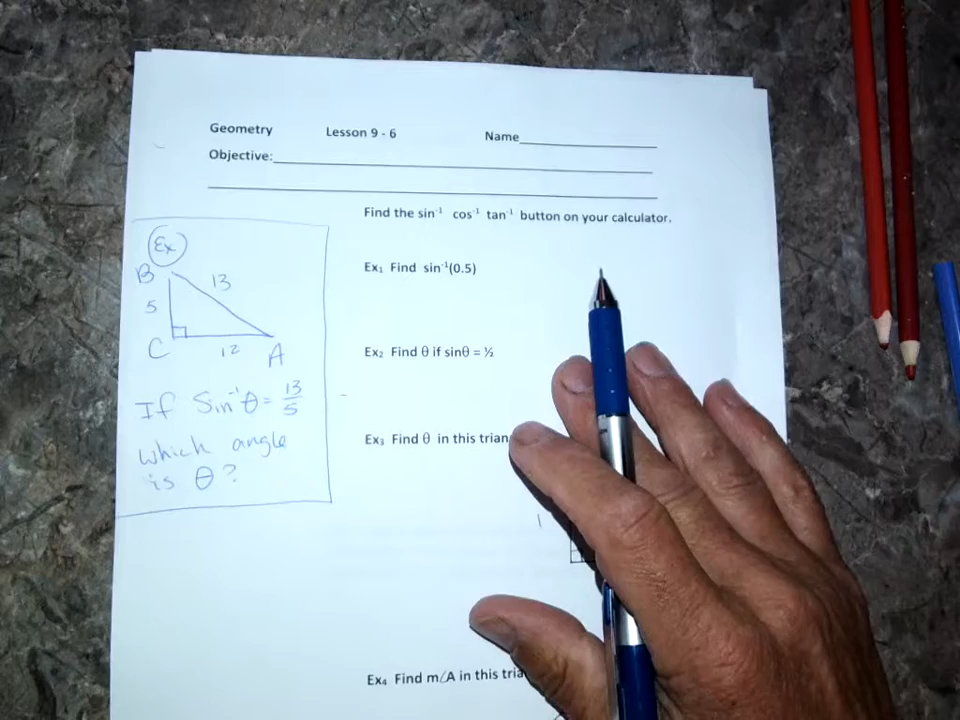 Geometry Lesson 9 - 6 Name
Objective:
Find the sin⁻¹ cos⁻¹ tan⁻¹ button on your calculator.
Ex
B
13
5
C
12
A
If Sin⁻¹θ = 13/5
which angle
is θ?
Ex₁ Find sin⁻¹(0.5)
Ex₂ Find θ if sinθ = ½
Ex₃ Find θ in this
1
Ex₄ Find m∠A in this